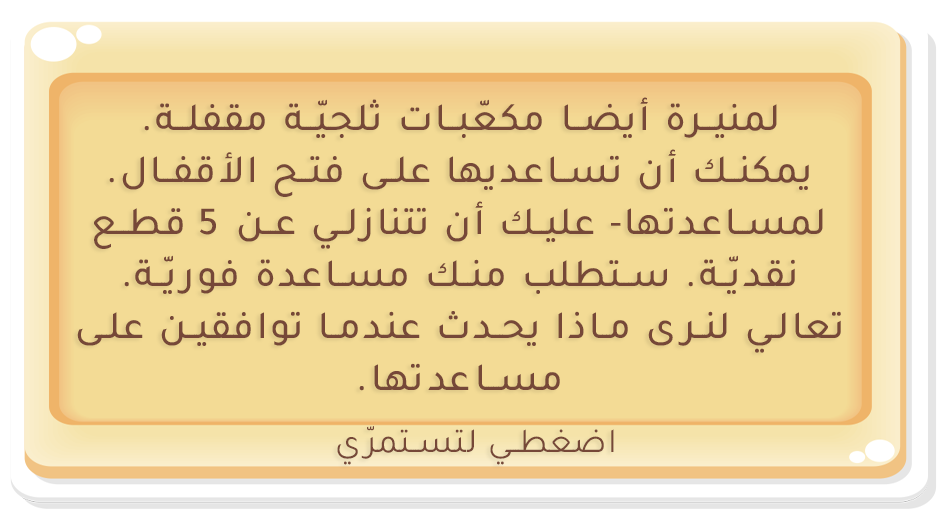 لمنيرة أيضا مكعّبات ثلجيّة مقفلة.
يمكنك أن تساعديها على فتح الأقفال.
لمساعدتها- عليك أن تتنازلي عن 5 قطع
نقديّة. ستطلب منك مساعدة فوريّة.
تعالي لنرى ماذا يحدث عندما توافقين على
مساعدتها.
اضغطي لتستمرّي